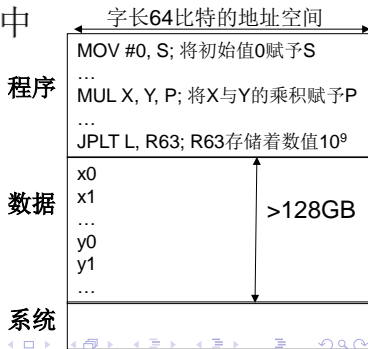 中
字长64比特的地址空间
程序
MOV #0, S; 将初始值0赋予S
…
MUL X, Y, P; 将X与Y的乘积赋予P
…
JPLT L, R63; R63存储着数值10⁹
数据
x0
x1
…
y0
y1
…
>128GB
系统